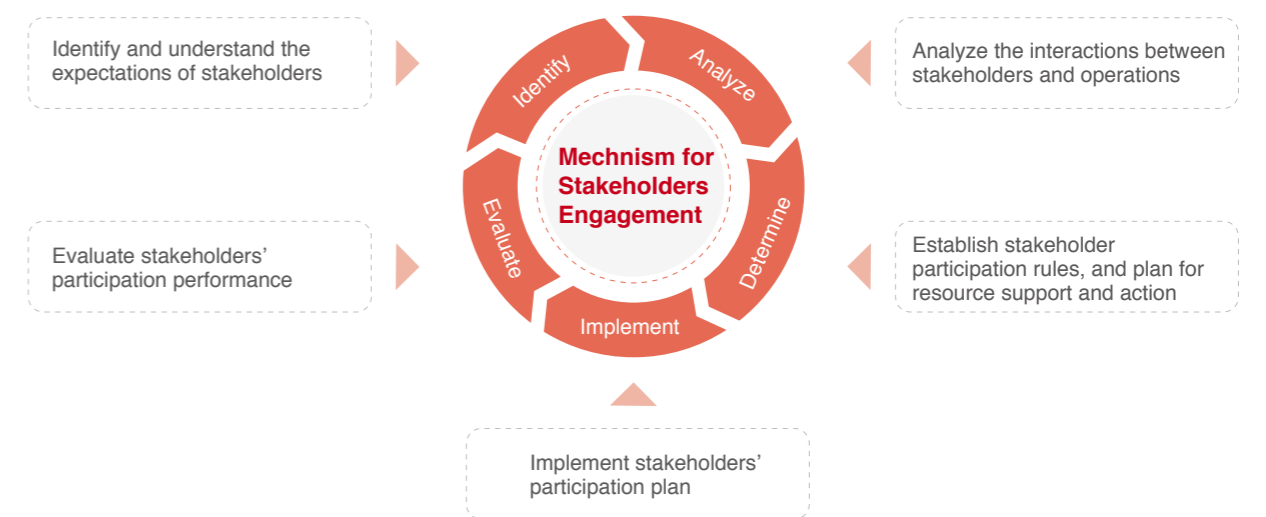 Identify and understand the
expectations of stakeholders
Identify
Analyze
Analyze the interactions between
stakeholders and operations
Mechnism for
Stakeholders
Engagement
Evaluate stakeholders’
participation performance
Evaluate
Determine
Establish stakeholder
participation rules, and plan for
resource support and action
Implement
Implement stakeholders’
participation plan